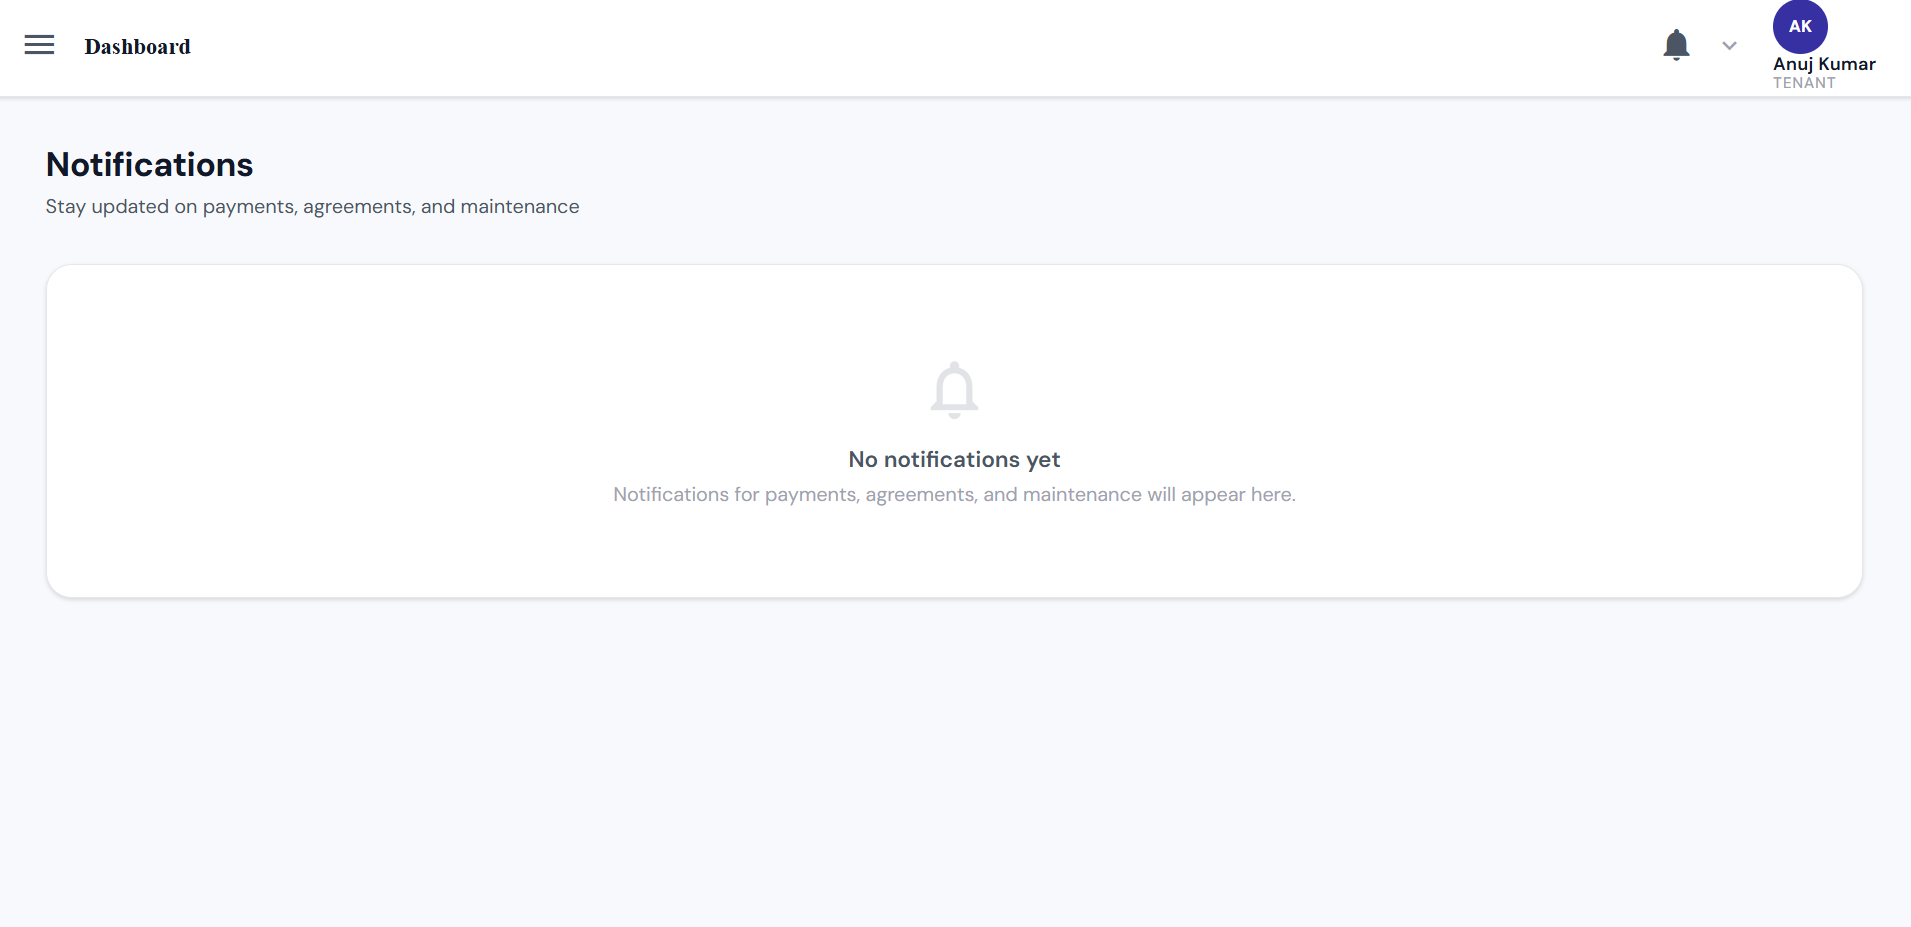 Dashboard
AK
Anuj Kumar
TENANT
Notifications
Stay updated on payments, agreements, and maintenance
No notifications yet
Notifications for payments, agreements, and maintenance will appear here.